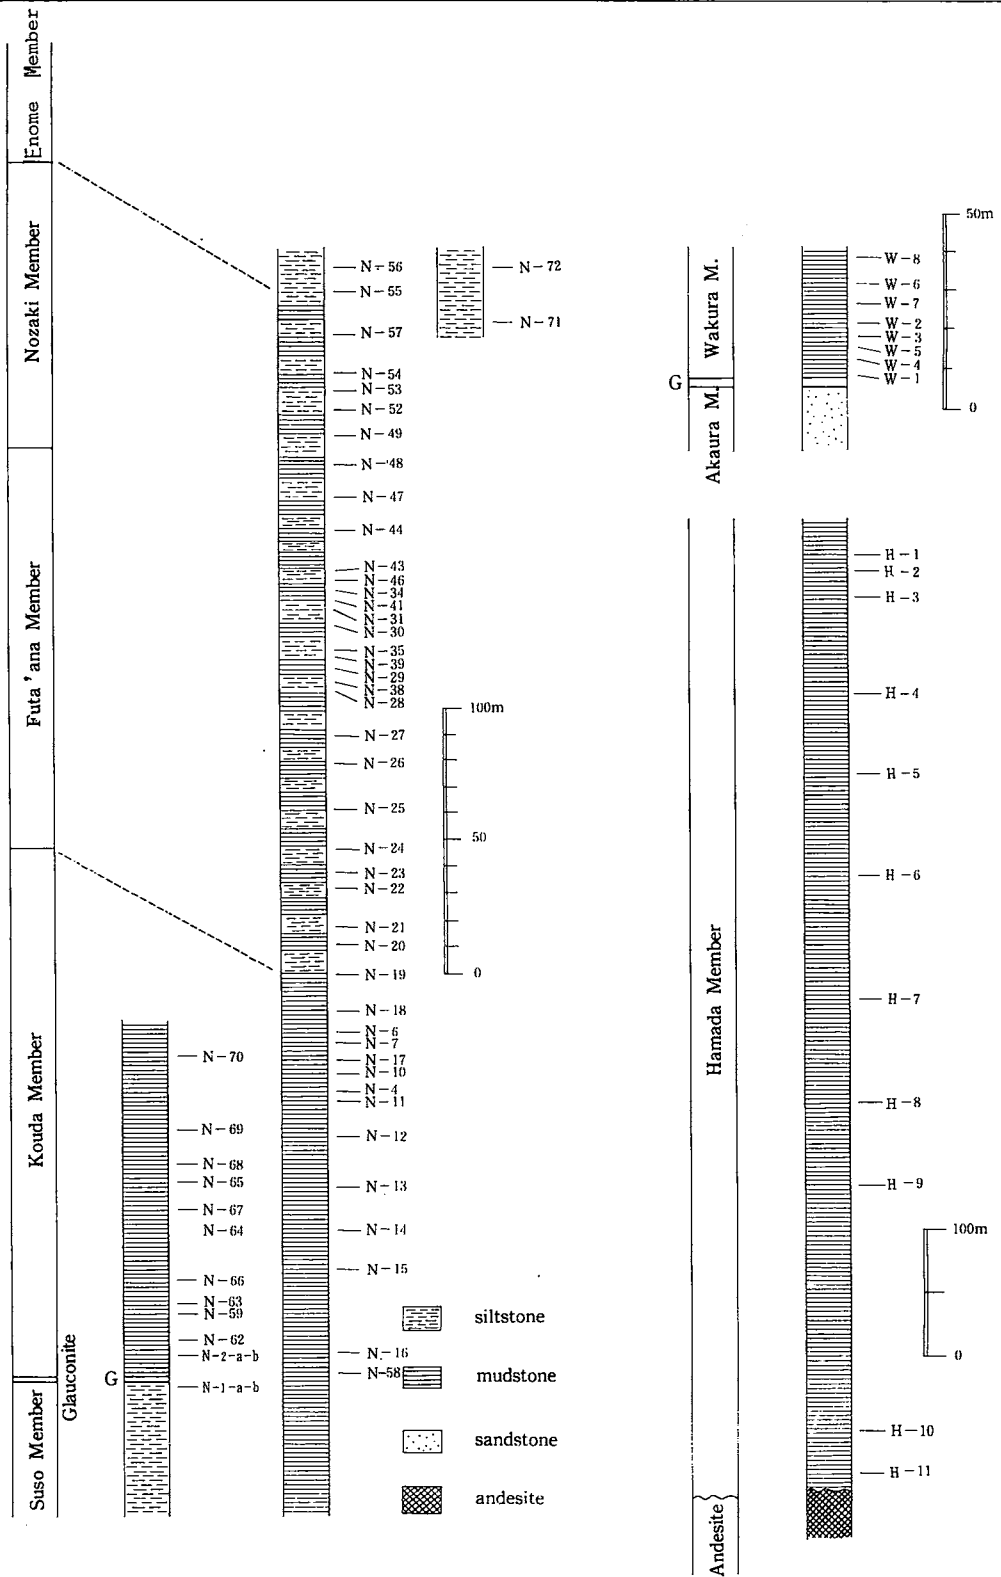 Enome Member
Nozaki Member
Futa'ana Member
Kouda Member
Suso Member
G
Glauconite
N-70
N-69
N-68
N-65
N-67
N-64
N-66
N-63
N-59
N-62
N-2-a-b
N-1-a-b
N-56
N-55
N-57
N-54
N-53
N-52
N-49
N-48
N-47
N-44
N-43
N-46
N-34
N-41
N-31
N-30
N-35
N-39
N-29
N-38
N-28
N-27
N-26
N-25
N-24
N-23
N-22
N-21
N-20
N-19
N-18
N-6
N-7
N-17
N-10
N-4
N-11
N-12
N-13
N-14
N-15
N-16
N-58
N-72
N-71
100m
50
0
siltstone
mudstone
sandstone
andesite
Wakura M.
G
Akaura M.
W-8
W-6
W-7
W-2
W-3
W-5
W-4
W-1
50m
0
Hamada Member
Andesite
H-1
H-2
H-3
H-4
H-5
H-6
H-7
H-8
H-9
H-10
H-11
100m
0